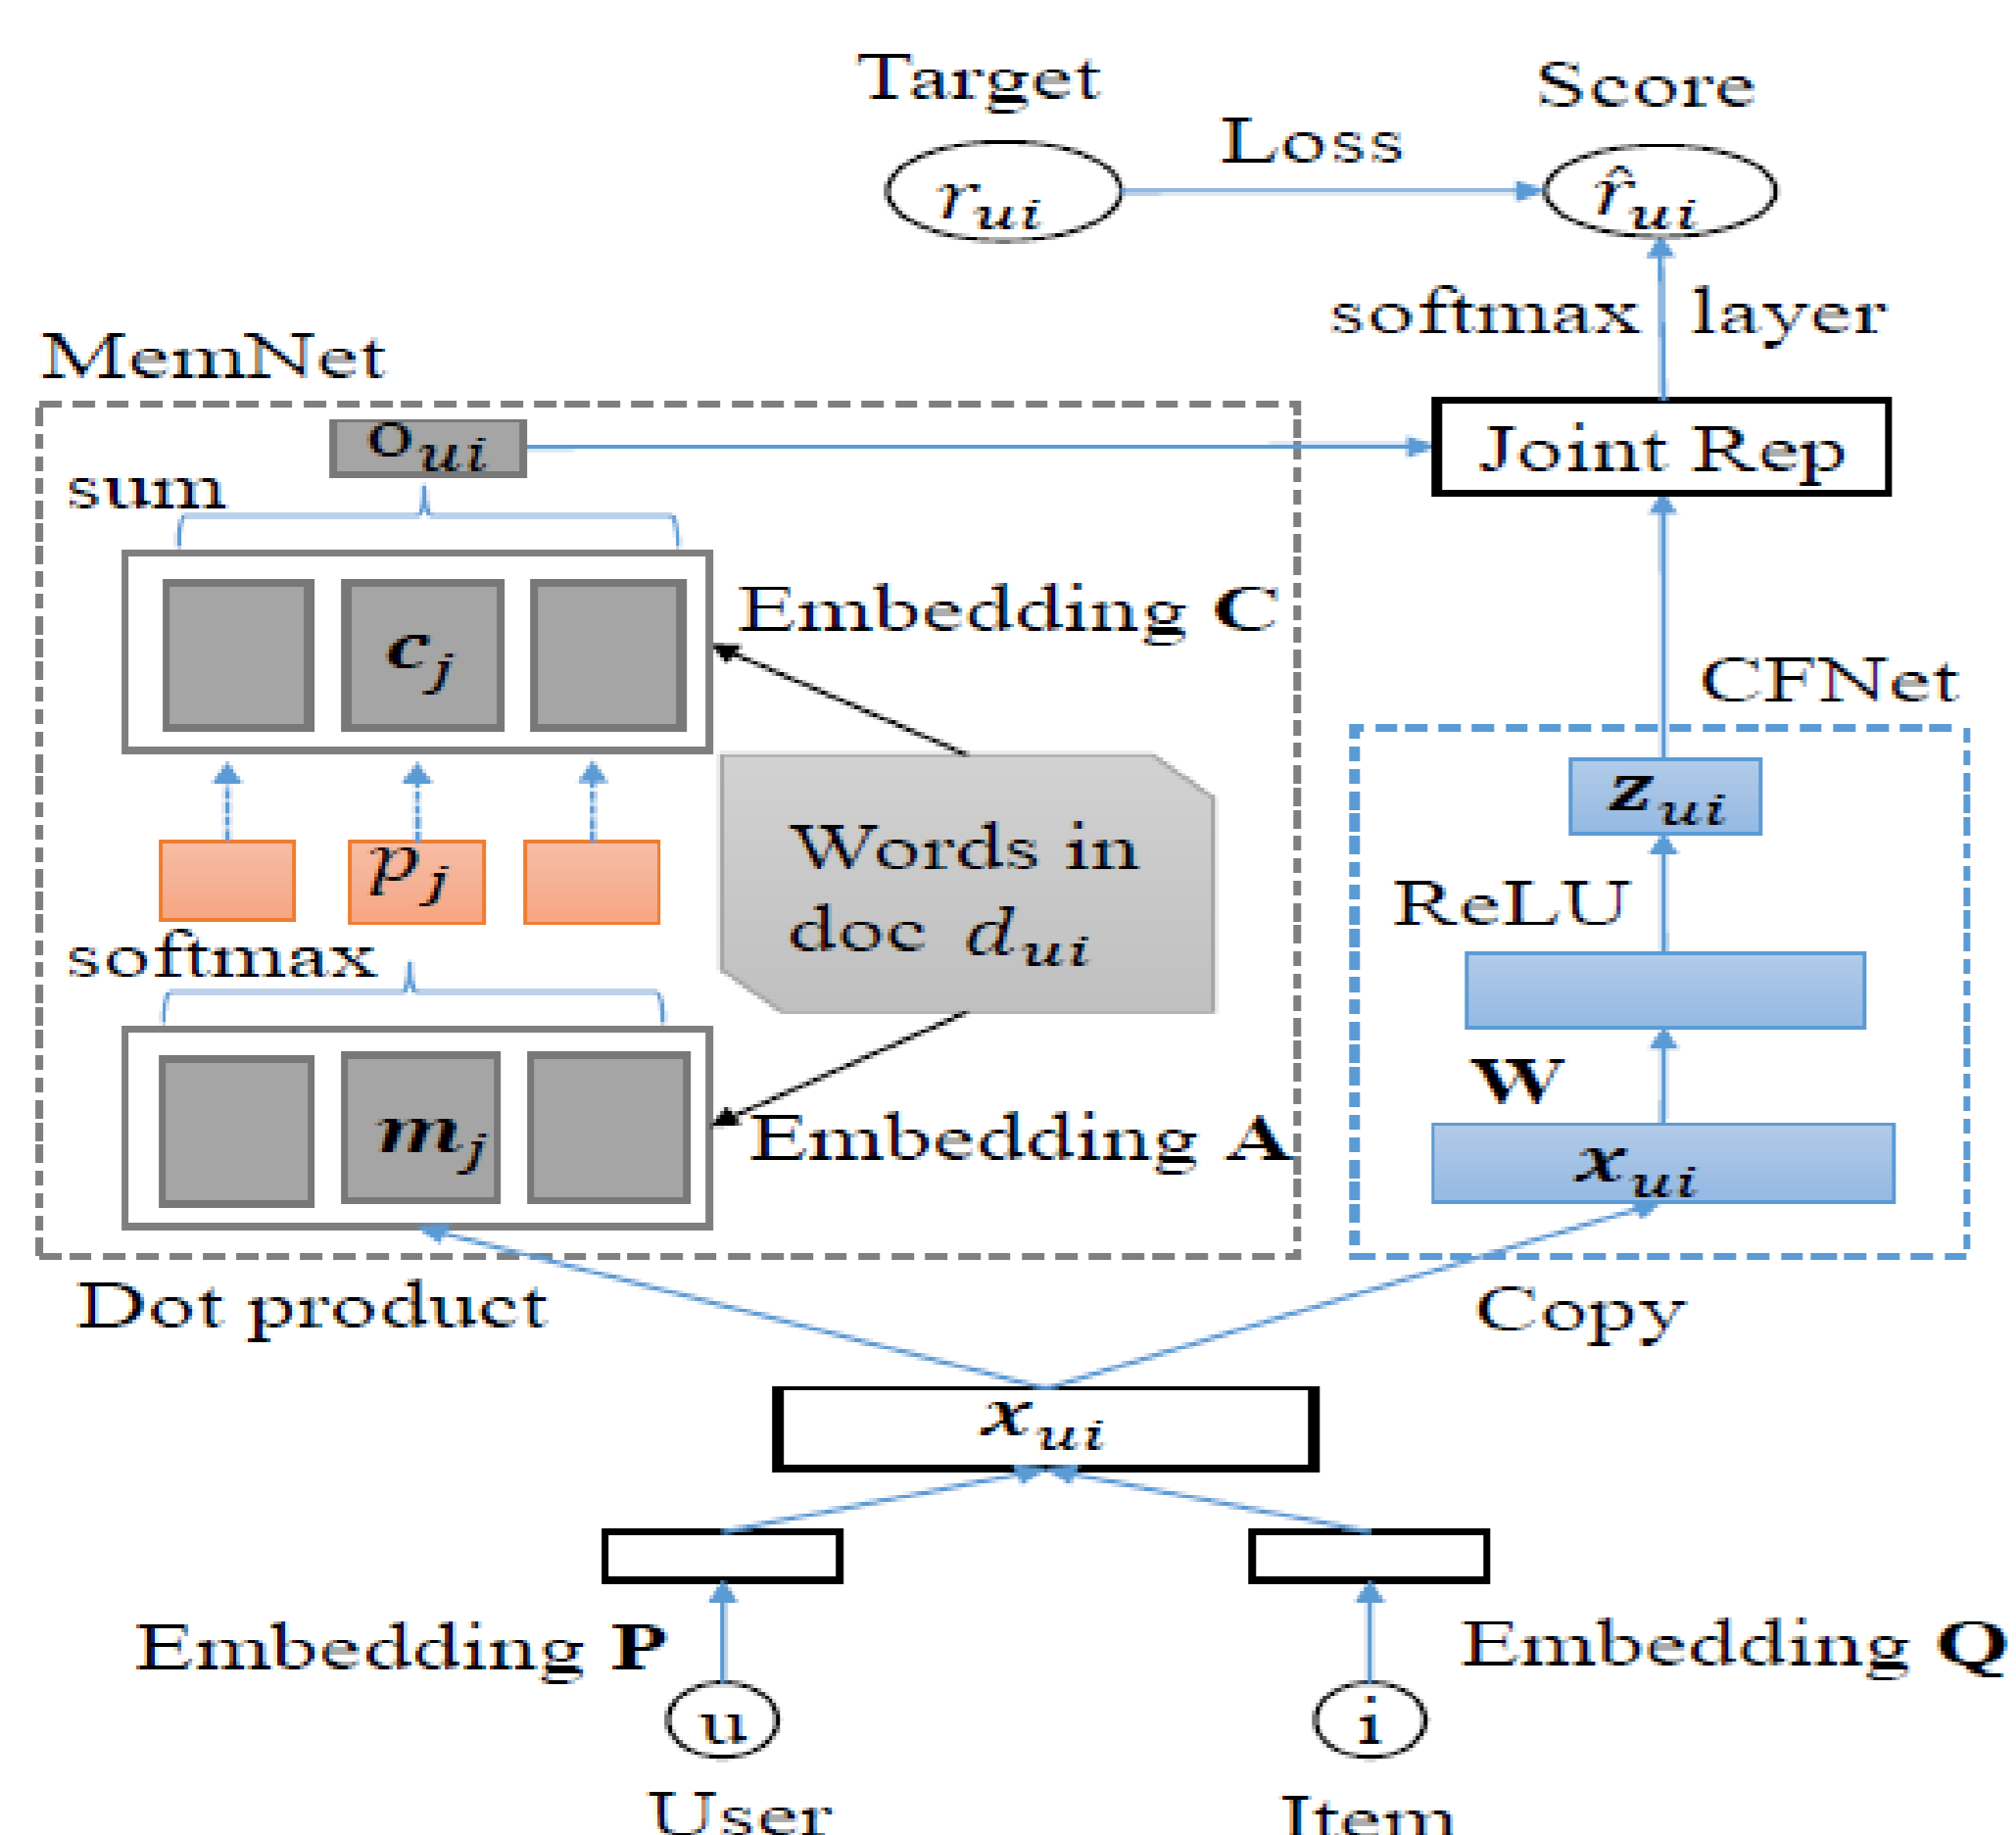 Target
Score
Loss
r_ui
r̂_ui
softmax layer
MemNet
o_ui
Joint Rep
sum
Embedding C
c_j
CFNet
z_ui
Words in
doc d_ui
p_j
ReLU
softmax
W
m_j
Embedding A
x_ui
Dot product
Copy
x_ui
Embedding P
Embedding Q
u
i
User
Item